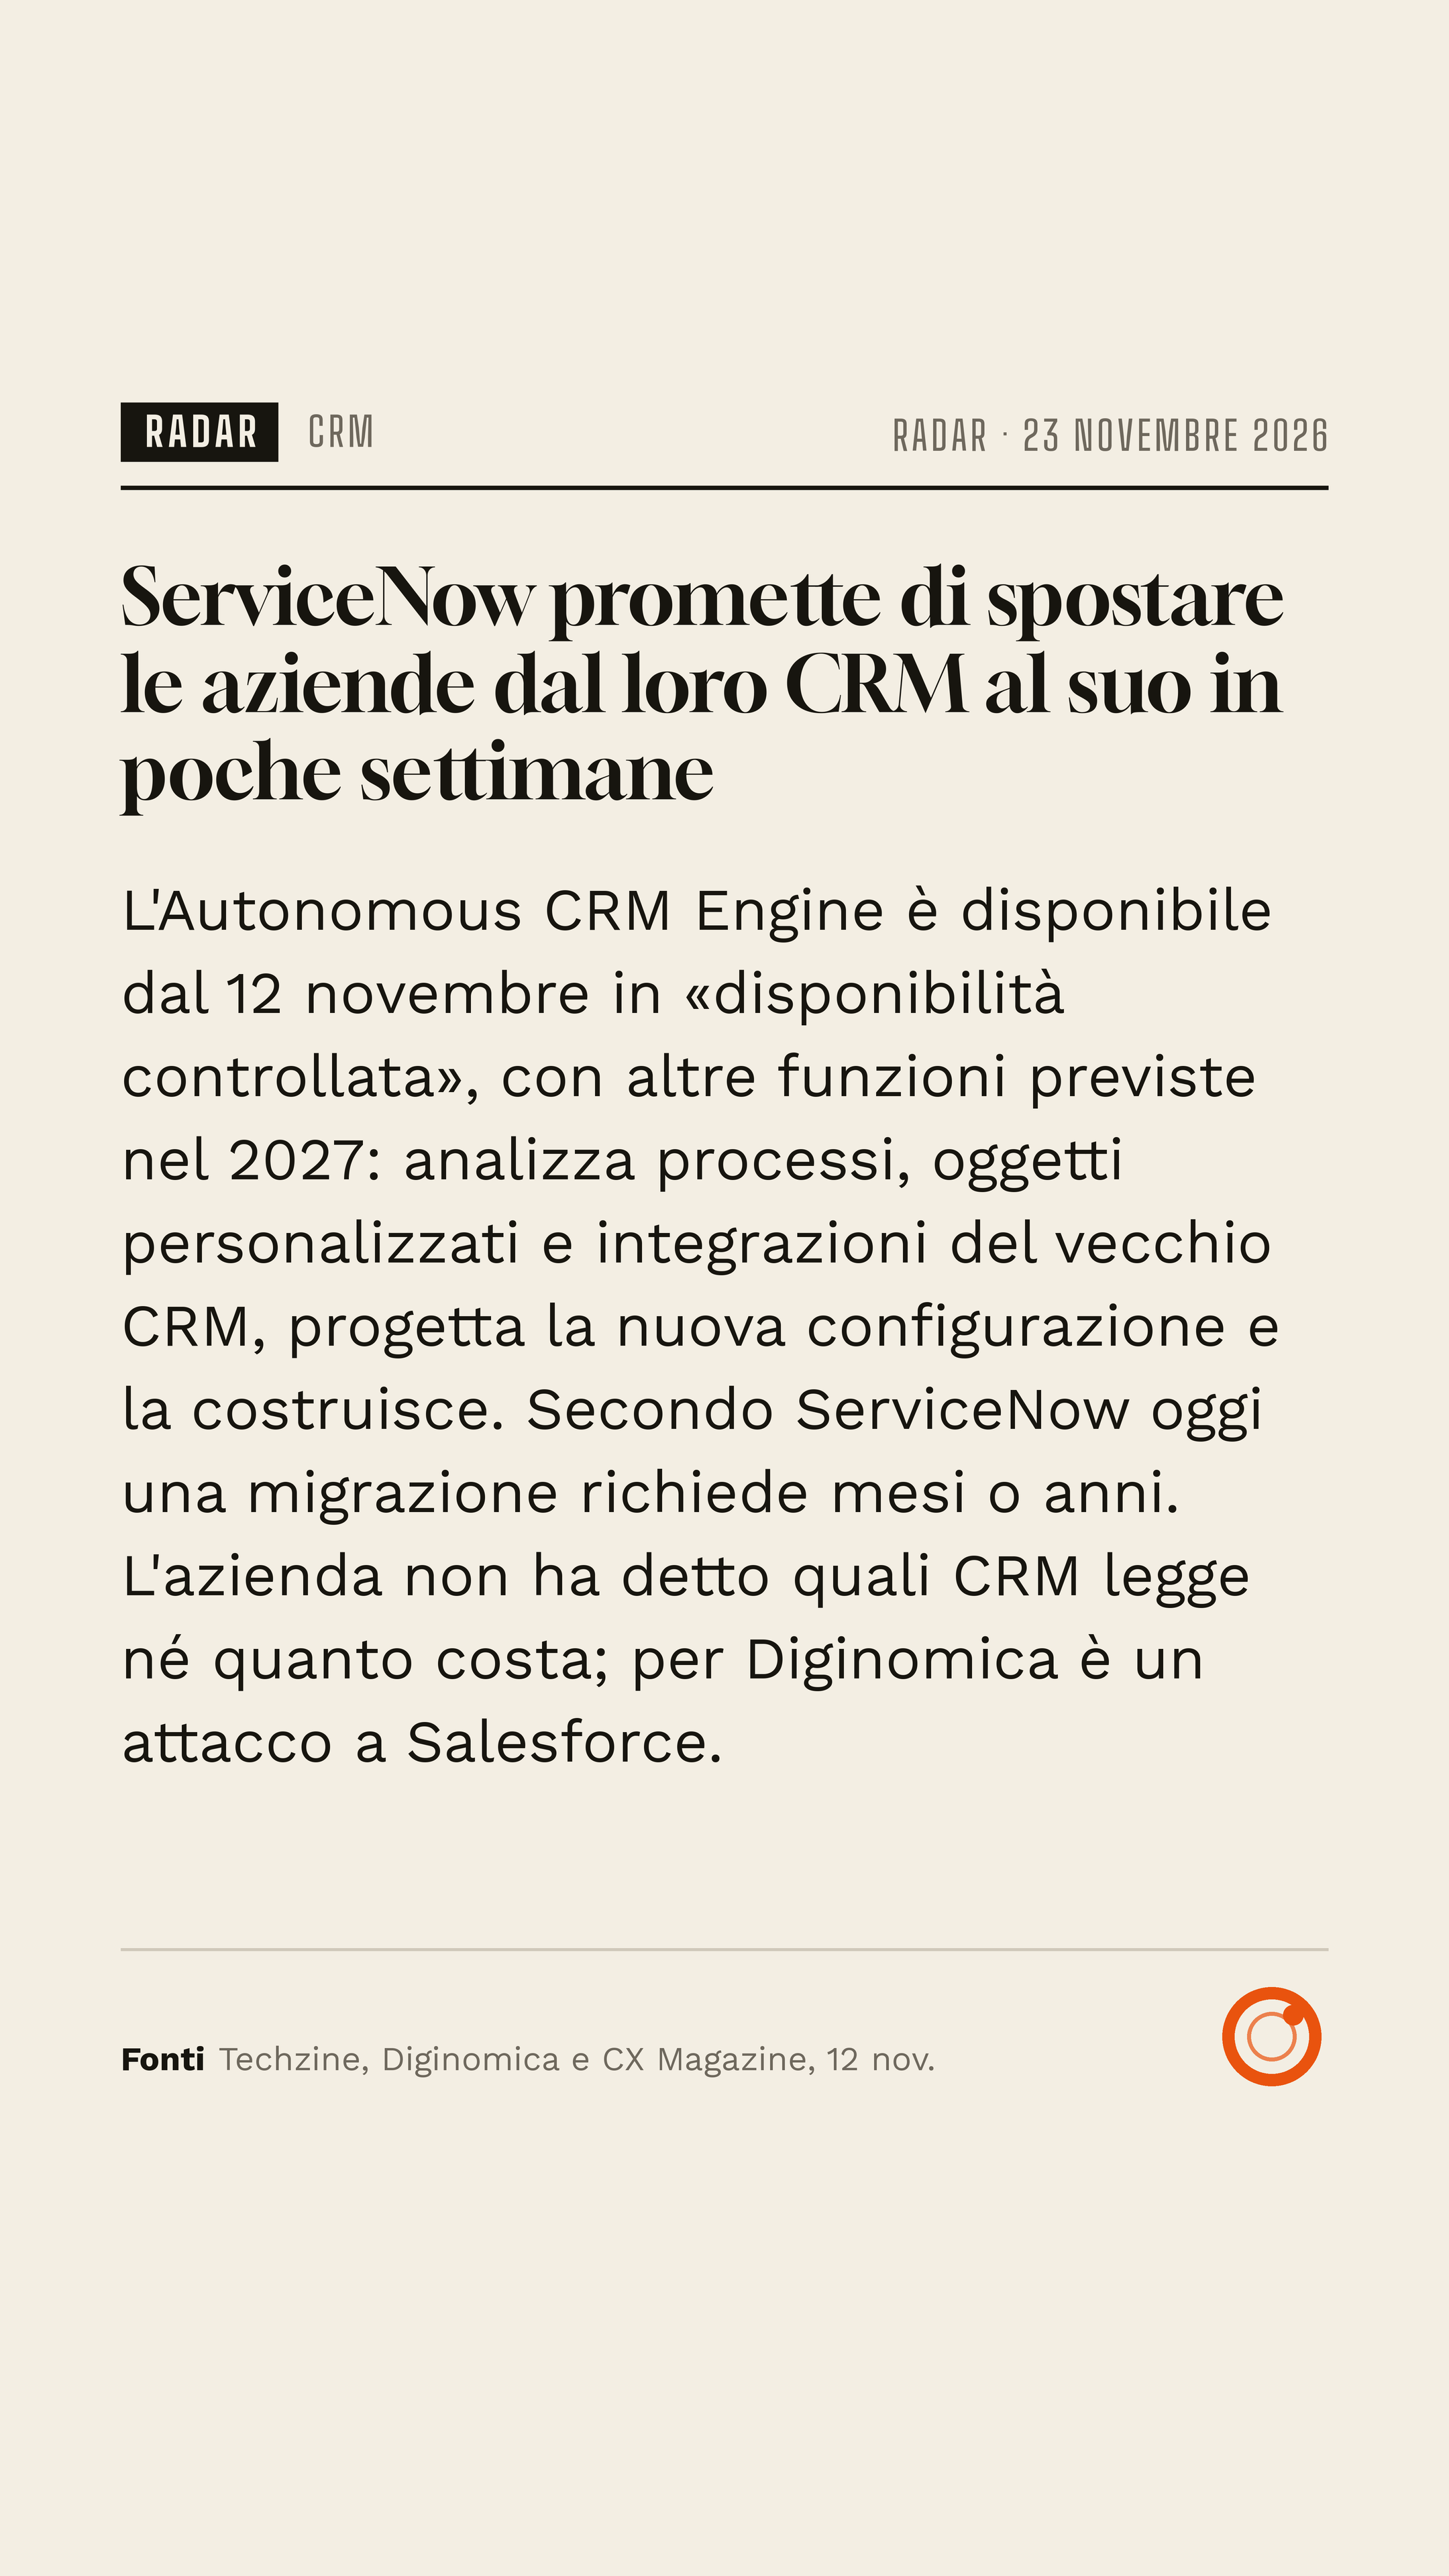 RADAR CRM RADAR · 23 NOVEMBRE 2026
ServiceNow promette di spostare
le aziende dal loro CRM al suo in
poche settimane
L'Autonomous CRM Engine è disponibile
dal 12 novembre in «disponibilità
controllata», con altre funzioni previste
nel 2027: analizza processi, oggetti
personalizzati e integrazioni del vecchio
CRM, progetta la nuova configurazione e
la costruisce. Secondo ServiceNow oggi
una migrazione richiede mesi o anni.
L'azienda non ha detto quali CRM legge
né quanto costa; per Diginomica è un
attacco a Salesforce.
Fonti Techzine, Diginomica e CX Magazine, 12 nov.